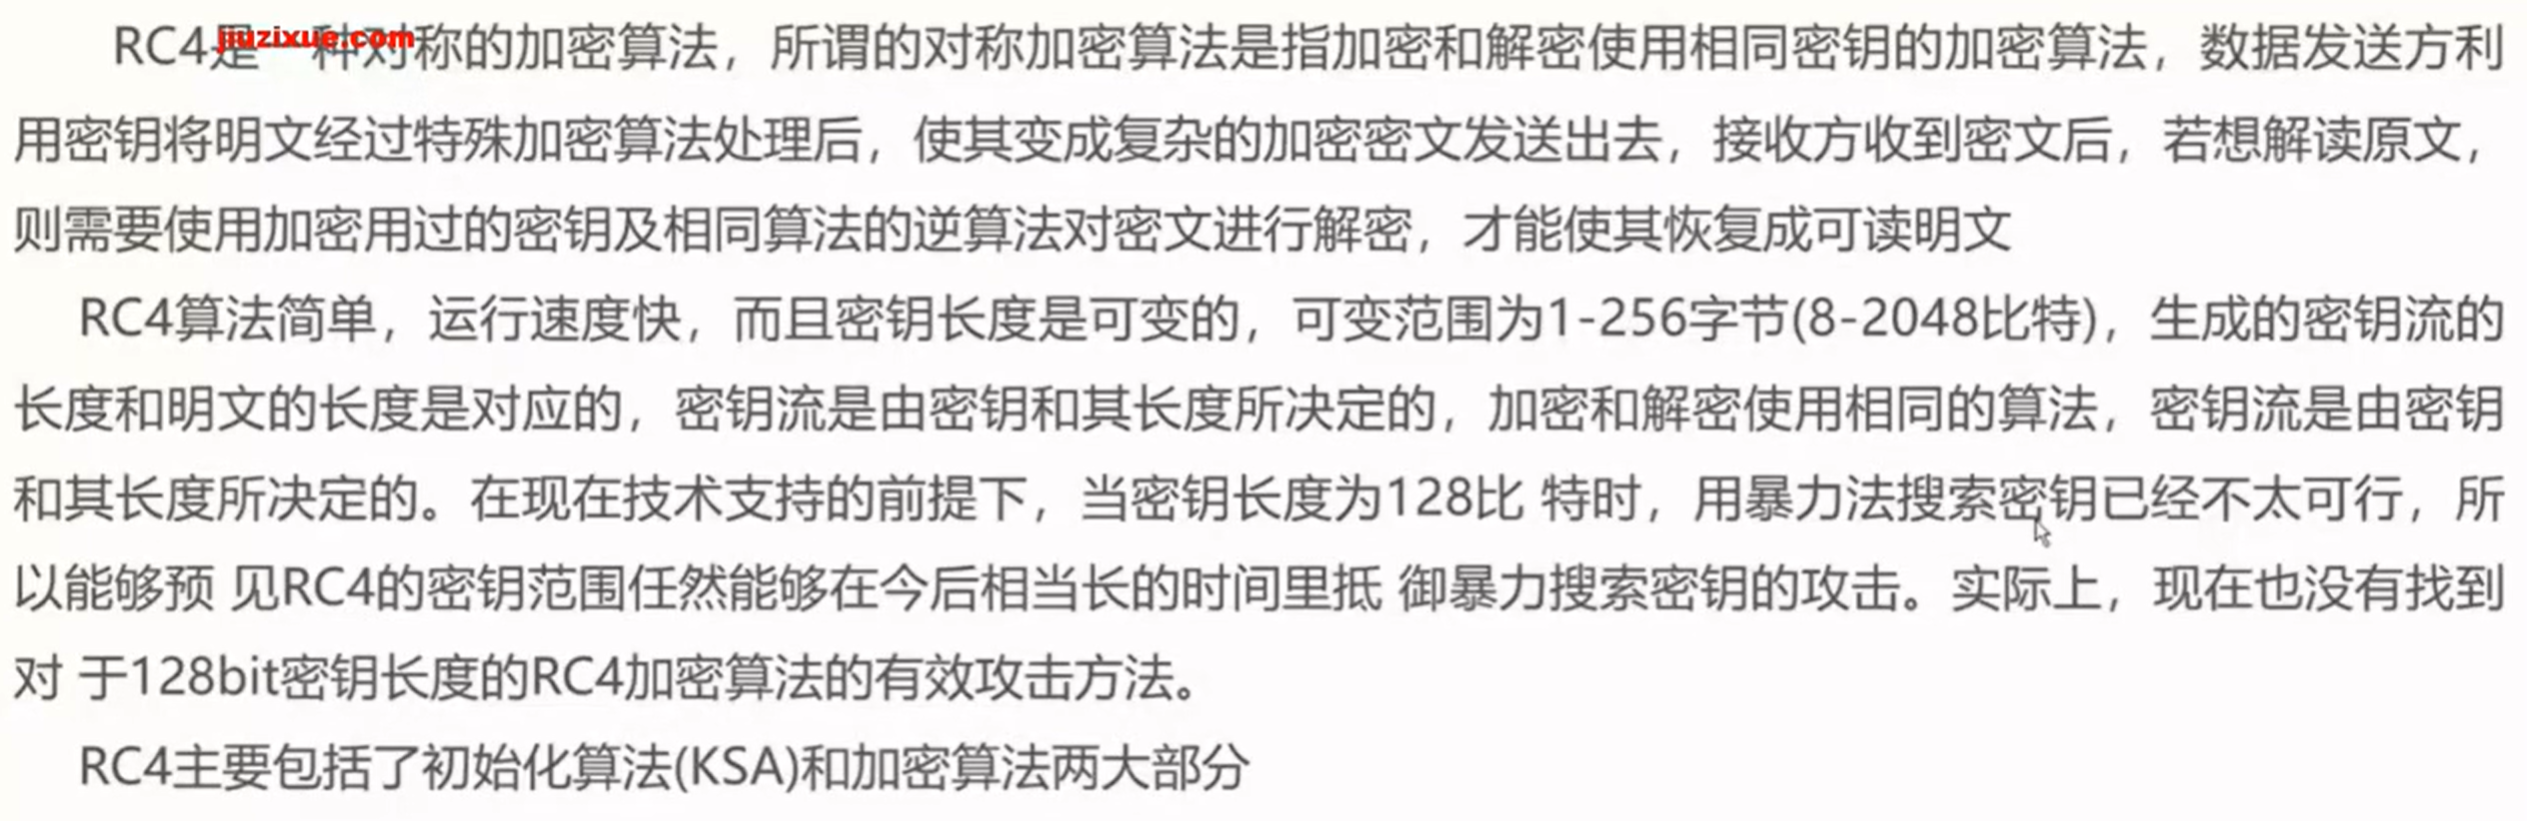 jiuzixue.com
RC4是一种对称的加密算法，所谓的对称加密算法是指加密和解密使用相同密钥的加密算法，数据发送方利
用密钥将明文经过特殊加密算法处理后，使其变成复杂的加密密文发送出去，接收方收到密文后，若想解读原文，
则需要使用加密用过的密钥及相同算法的逆算法对密文进行解密，才能使其恢复成可读明文
RC4算法简单，运行速度快，而且密钥长度是可变的，可变范围为1-256字节(8-2048比特)，生成的密钥流的
长度和明文的长度是对应的，密钥流是由密钥和其长度所决定的，加密和解密使用相同的算法，密钥流是由密钥
和其长度所决定的。在现在技术支持的前提下，当密钥长度为128比 特时，用暴力法搜索密钥已经不太可行，所
以能够预 见RC4的密钥范围任然能够在今后相当长的时间里抵 御暴力搜索密钥的攻击。实际上，现在也没有找到
对 于128bit密钥长度的RC4加密算法的有效攻击方法。
RC4主要包括了初始化算法(KSA)和加密算法两大部分